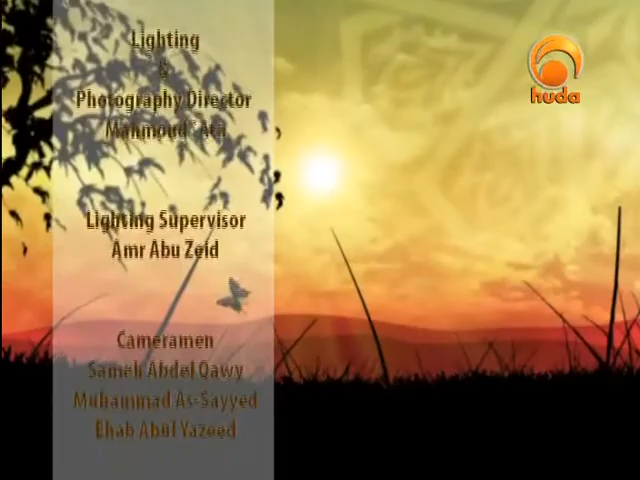 Lighting
&
Photography Director
Mahmoud `Ata
Lighting Supervisor
Amr Abu Zeid
Cameramen
Sameh Abdel Qawy
Muhammad As-Sayyed
Ehab Abul Yazeed
huda